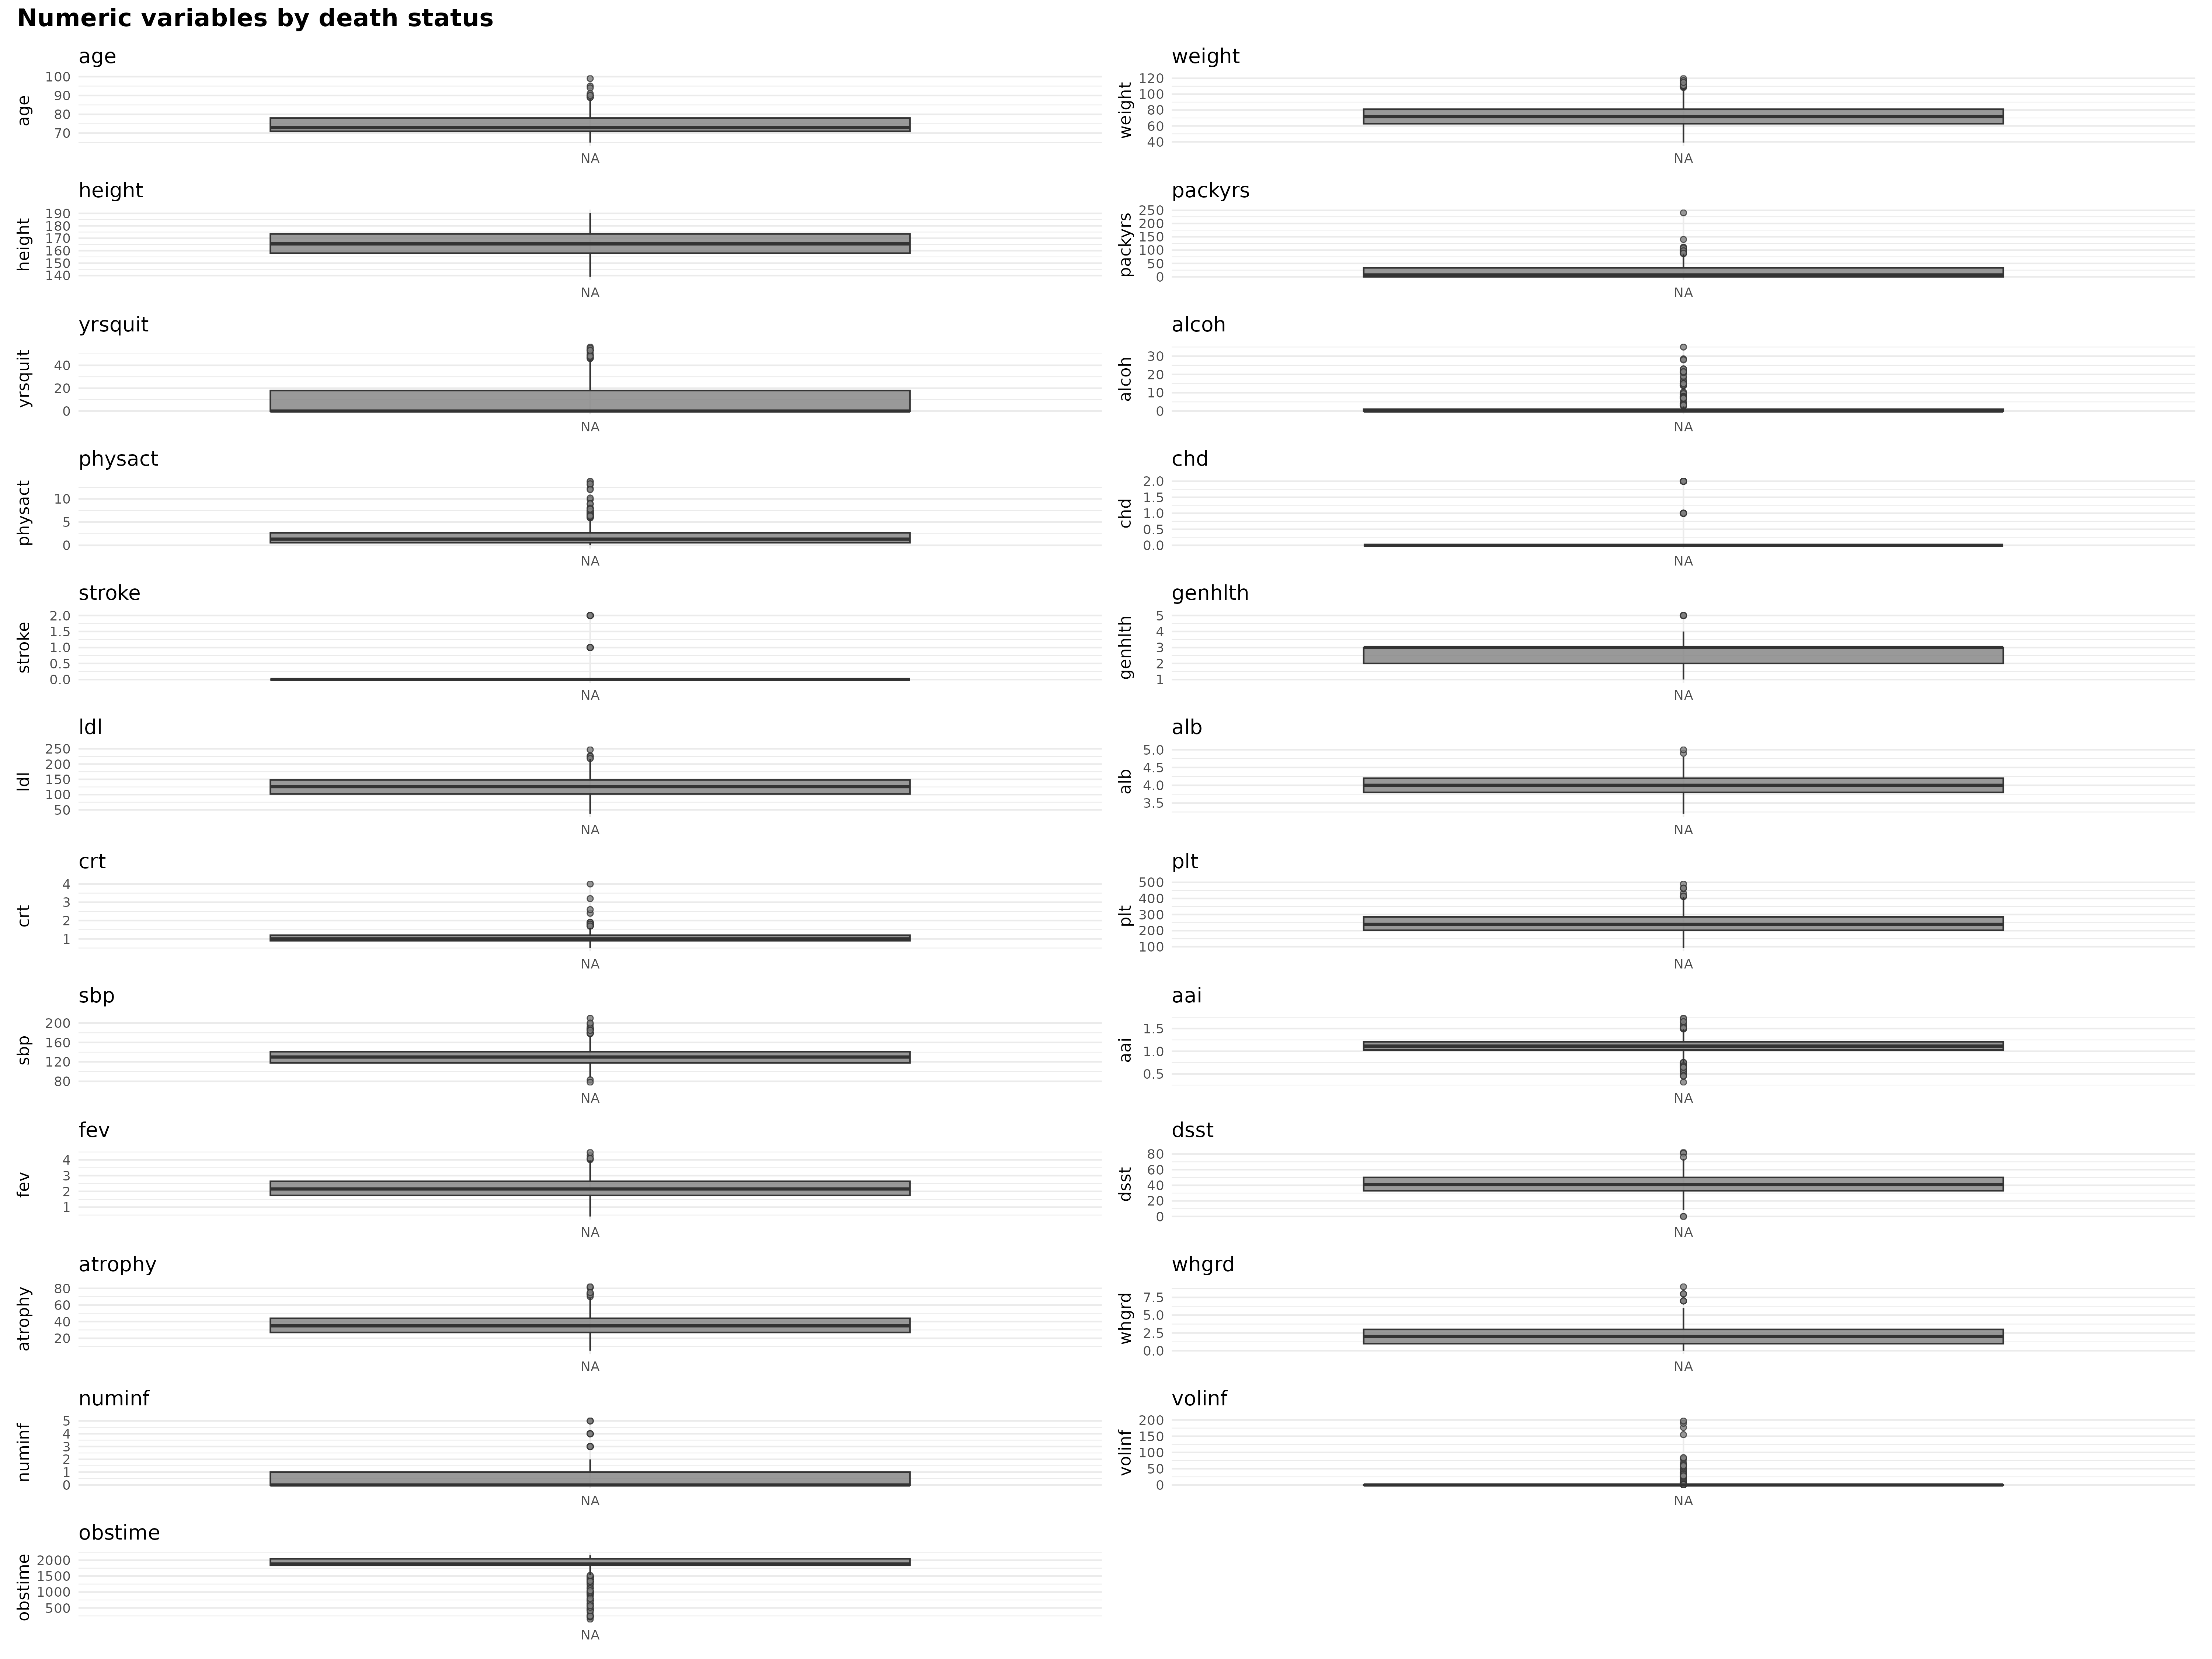 Numeric variables by death status
age
age
100
90
80
70
NA
weight
weight
120
100
80
60
40
NA
height
height
190
180
170
160
150
140
NA
packyrs
packyrs
250
200
150
100
50
0
NA
yrsquit
yrsquit
40
20
0
NA
alcoh
alcoh
30
20
10
0
NA
physact
physact
10
5
0
NA
chd
chd
2.0
1.5
1.0
0.5
0.0
NA
stroke
stroke
2.0
1.5
1.0
0.5
0.0
NA
genhlth
genhlth
5
4
3
2
1
NA
ldl
ldl
250
200
150
100
50
NA
alb
alb
5.0
4.5
4.0
3.5
NA
crt
crt
4
3
2
1
NA
plt
plt
500
400
300
200
100
NA
sbp
sbp
200
160
120
80
NA
aai
aai
1.5
1.0
0.5
NA
fev
fev
4
3
2
1
NA
dsst
dsst
80
60
40
20
0
NA
atrophy
atrophy
80
60
40
20
NA
whgrd
whgrd
7.5
5.0
2.5
0.0
NA
numinf
numinf
5
4
3
2
1
0
NA
volinf
volinf
200
150
100
50
0
NA
obstime
obstime
2000
1500
1000
500
NA